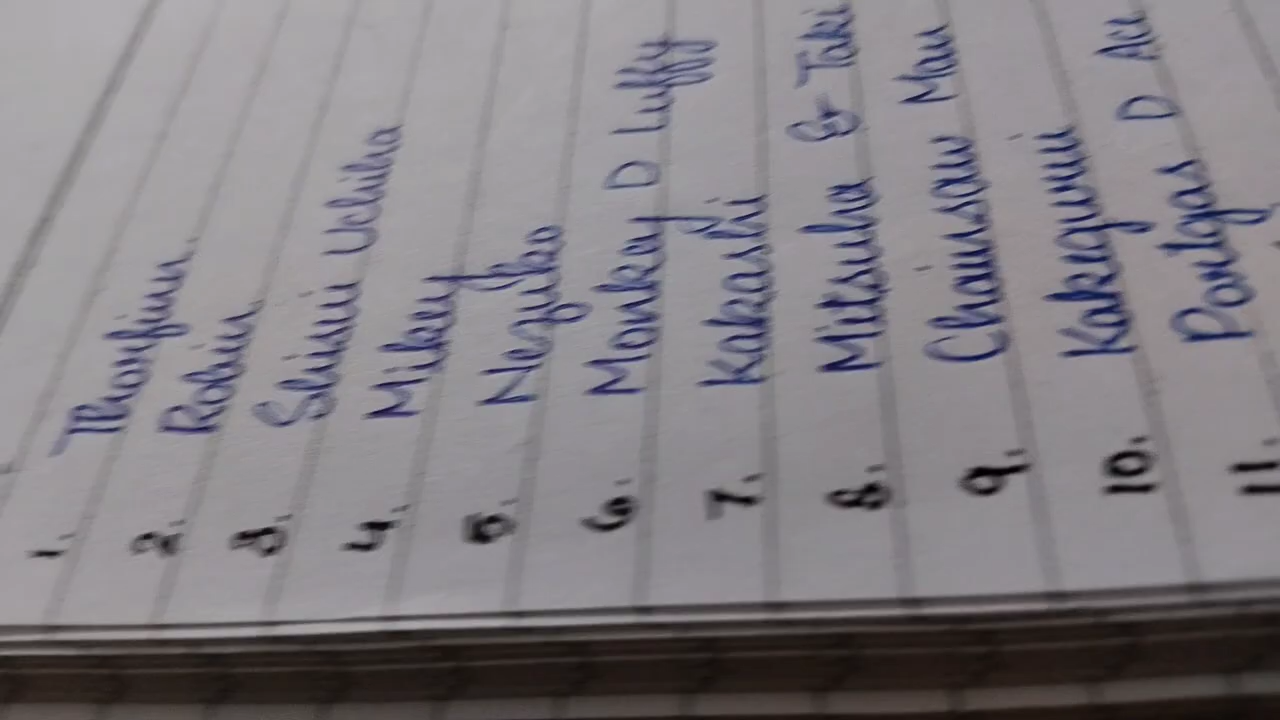 1. Thorfinn
2. Robin
3. Shisui Uchiha
4. Mikey
5. Nezuko
6. Monkey D Luffy
7. Kakashi
8. Mitsuha & Taki
9. Chainsaw Man
10. Kakegurui
11. Portgas D Ace